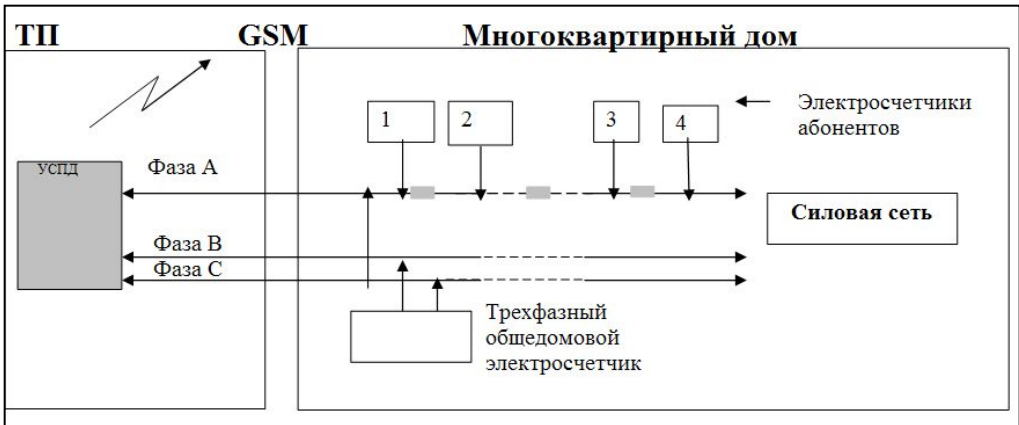 ТП
GSM
Многоквартирный дом
1
2
3
4
Электросчетчики
абонентов
УСПД
Фаза А
Силовая сеть
Фаза В
Фаза С
Трехфазный
общедомовой
электросчетчик